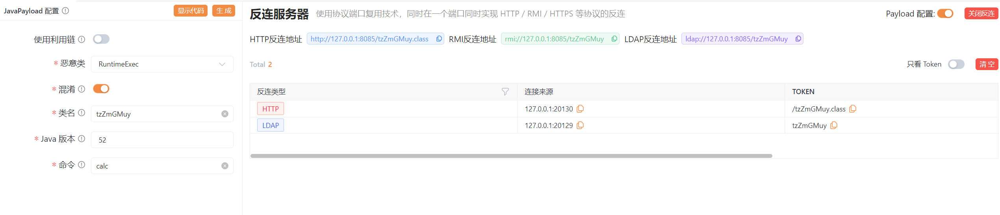 JavaPayload 配置
显示代码
生 成
使用利用链
* 恶意类
RuntimeExec
* 混淆
* 类名
tzZmGMuy
* Java 版本
52
* 命令
calc
反连服务器
使用协议端口复用技术，同时在一个端口同时实现 HTTP / RMI / HTTPS 等协议的反连
Payload 配置:
关闭反连
HTTP反连地址 http://127.0.0.1:8085/tzZmGMuy.class RMI反连地址 rmi://127.0.0.1:8085/tzZmGMuy LDAP反连地址 ldap://127.0.0.1:8085/tzZmGMuy
Total 2
只看 Token
清 空
反连类型 连接来源 TOKEN
HTTP 127.0.0.1:20130 /tzZmGMuy.class
LDAP 127.0.0.1:20129 tzZmGMuy